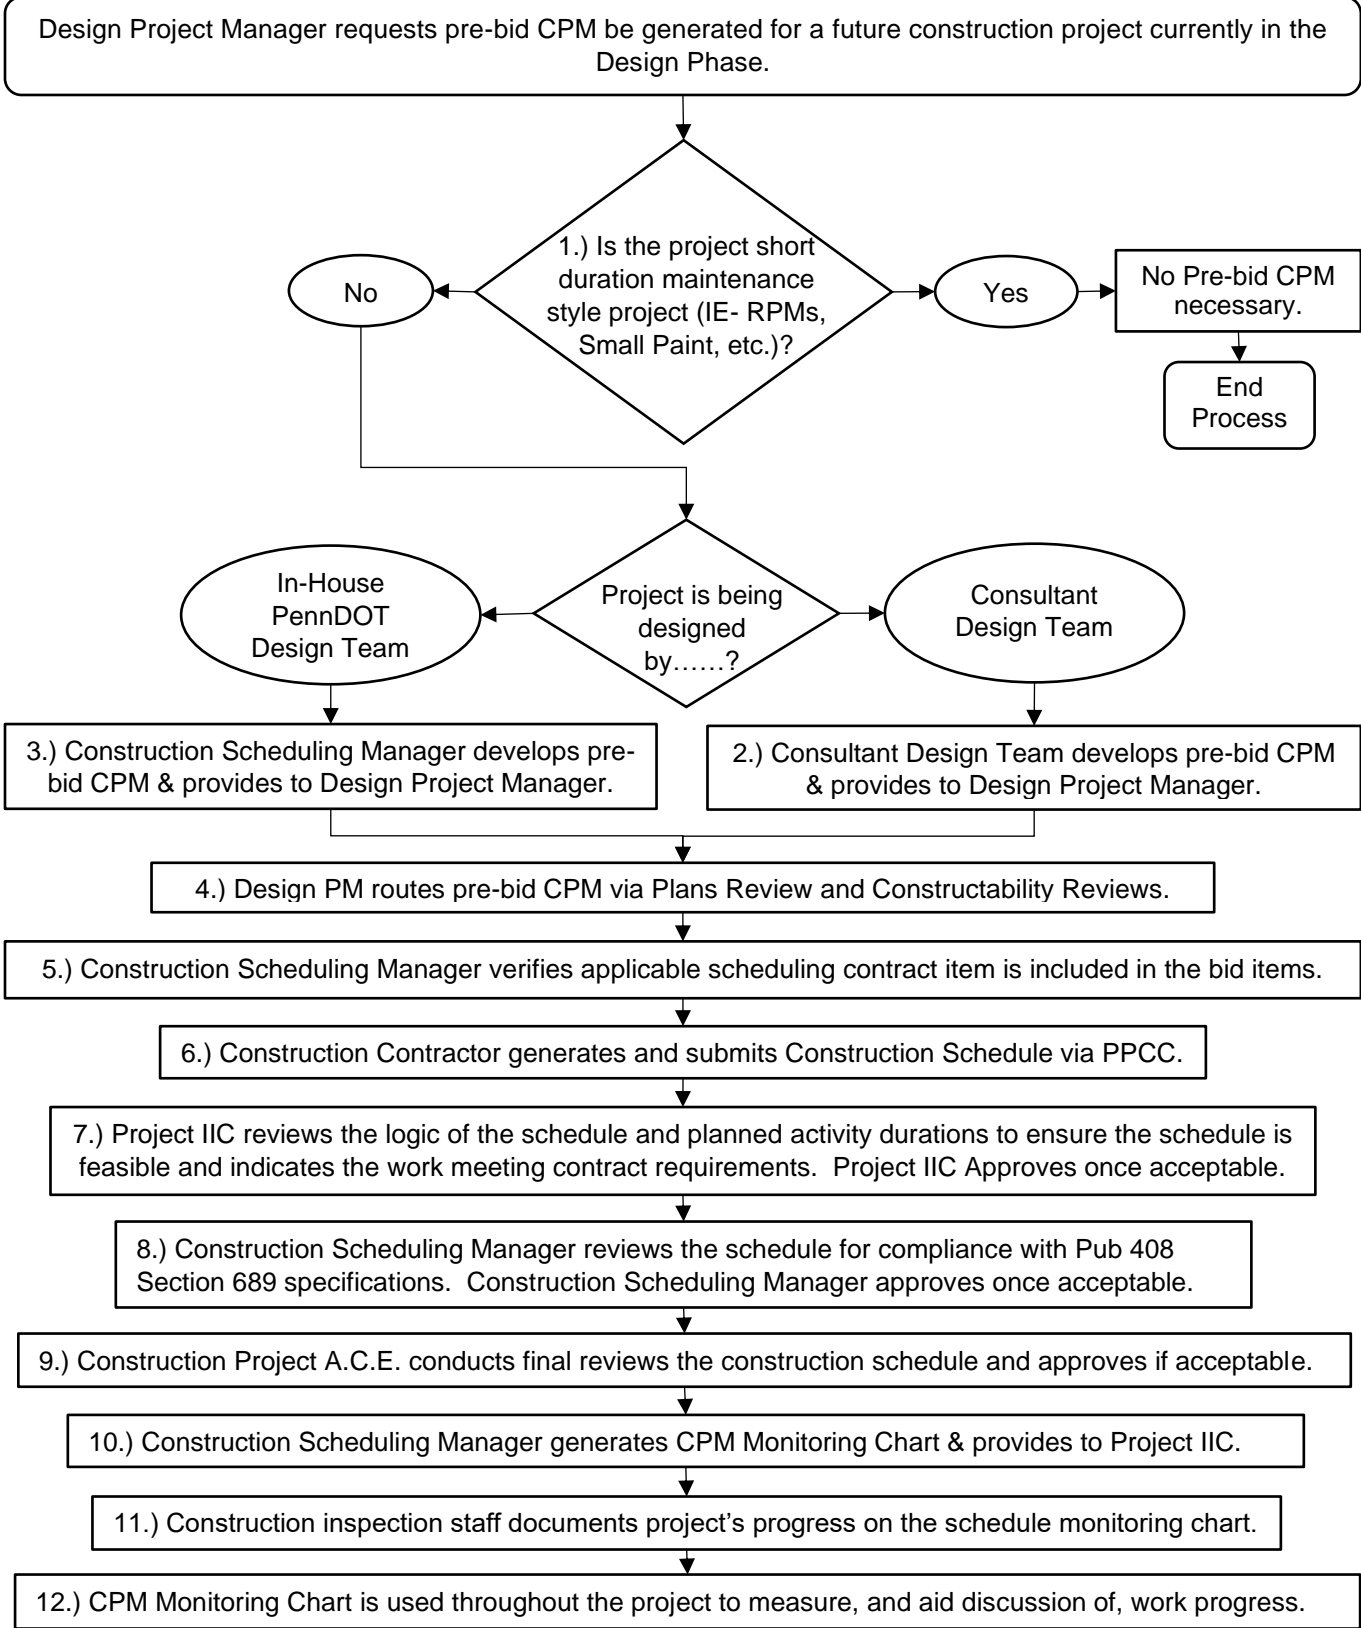 Design Project Manager requests pre-bid CPM be generated for a future construction project currently in the
Design Phase.
1.) Is the project short
duration maintenance
style project (IE- RPMs,
Small Paint, etc.)?
No
Yes
No Pre-bid CPM
necessary.
End
Process
Project is being
designed
by……?
In-House
PennDOT
Design Team
Consultant
Design Team
3.) Construction Scheduling Manager develops pre-
bid CPM & provides to Design Project Manager.
2.) Consultant Design Team develops pre-bid CPM
& provides to Design Project Manager.
4.) Design PM routes pre-bid CPM via Plans Review and Constructability Reviews.
5.) Construction Scheduling Manager verifies applicable scheduling contract item is included in the bid items.
6.) Construction Contractor generates and submits Construction Schedule via PPCC.
7.) Project IIC reviews the logic of the schedule and planned activity durations to ensure the schedule is
feasible and indicates the work meeting contract requirements.  Project IIC Approves once acceptable.
8.) Construction Scheduling Manager reviews the schedule for compliance with Pub 408
Section 689 specifications.  Construction Scheduling Manager approves once acceptable.
9.) Construction Project A.C.E. conducts final reviews the construction schedule and approves if acceptable.
10.) Construction Scheduling Manager generates CPM Monitoring Chart & provides to Project IIC.
11.) Construction inspection staff documents project’s progress on the schedule monitoring chart.
12.) CPM Monitoring Chart is used throughout the project to measure, and aid discussion of, work progress.